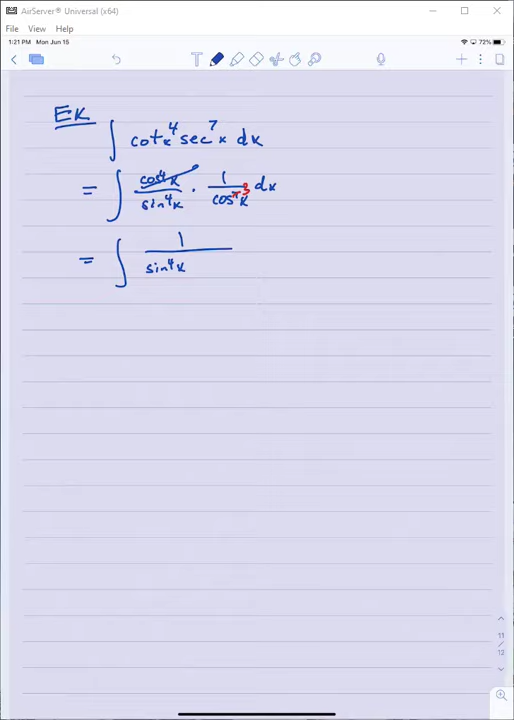 AirServer® Universal (x64)
File View Help
1:21 PM Mon Jun 15 72%
T
Ex
∫ cot⁴x sec⁷x dx
= ∫ cos⁴x/sin⁴x · 1/cos⁷x 3 dx
= ∫ 1/sin⁴x
11
/
12